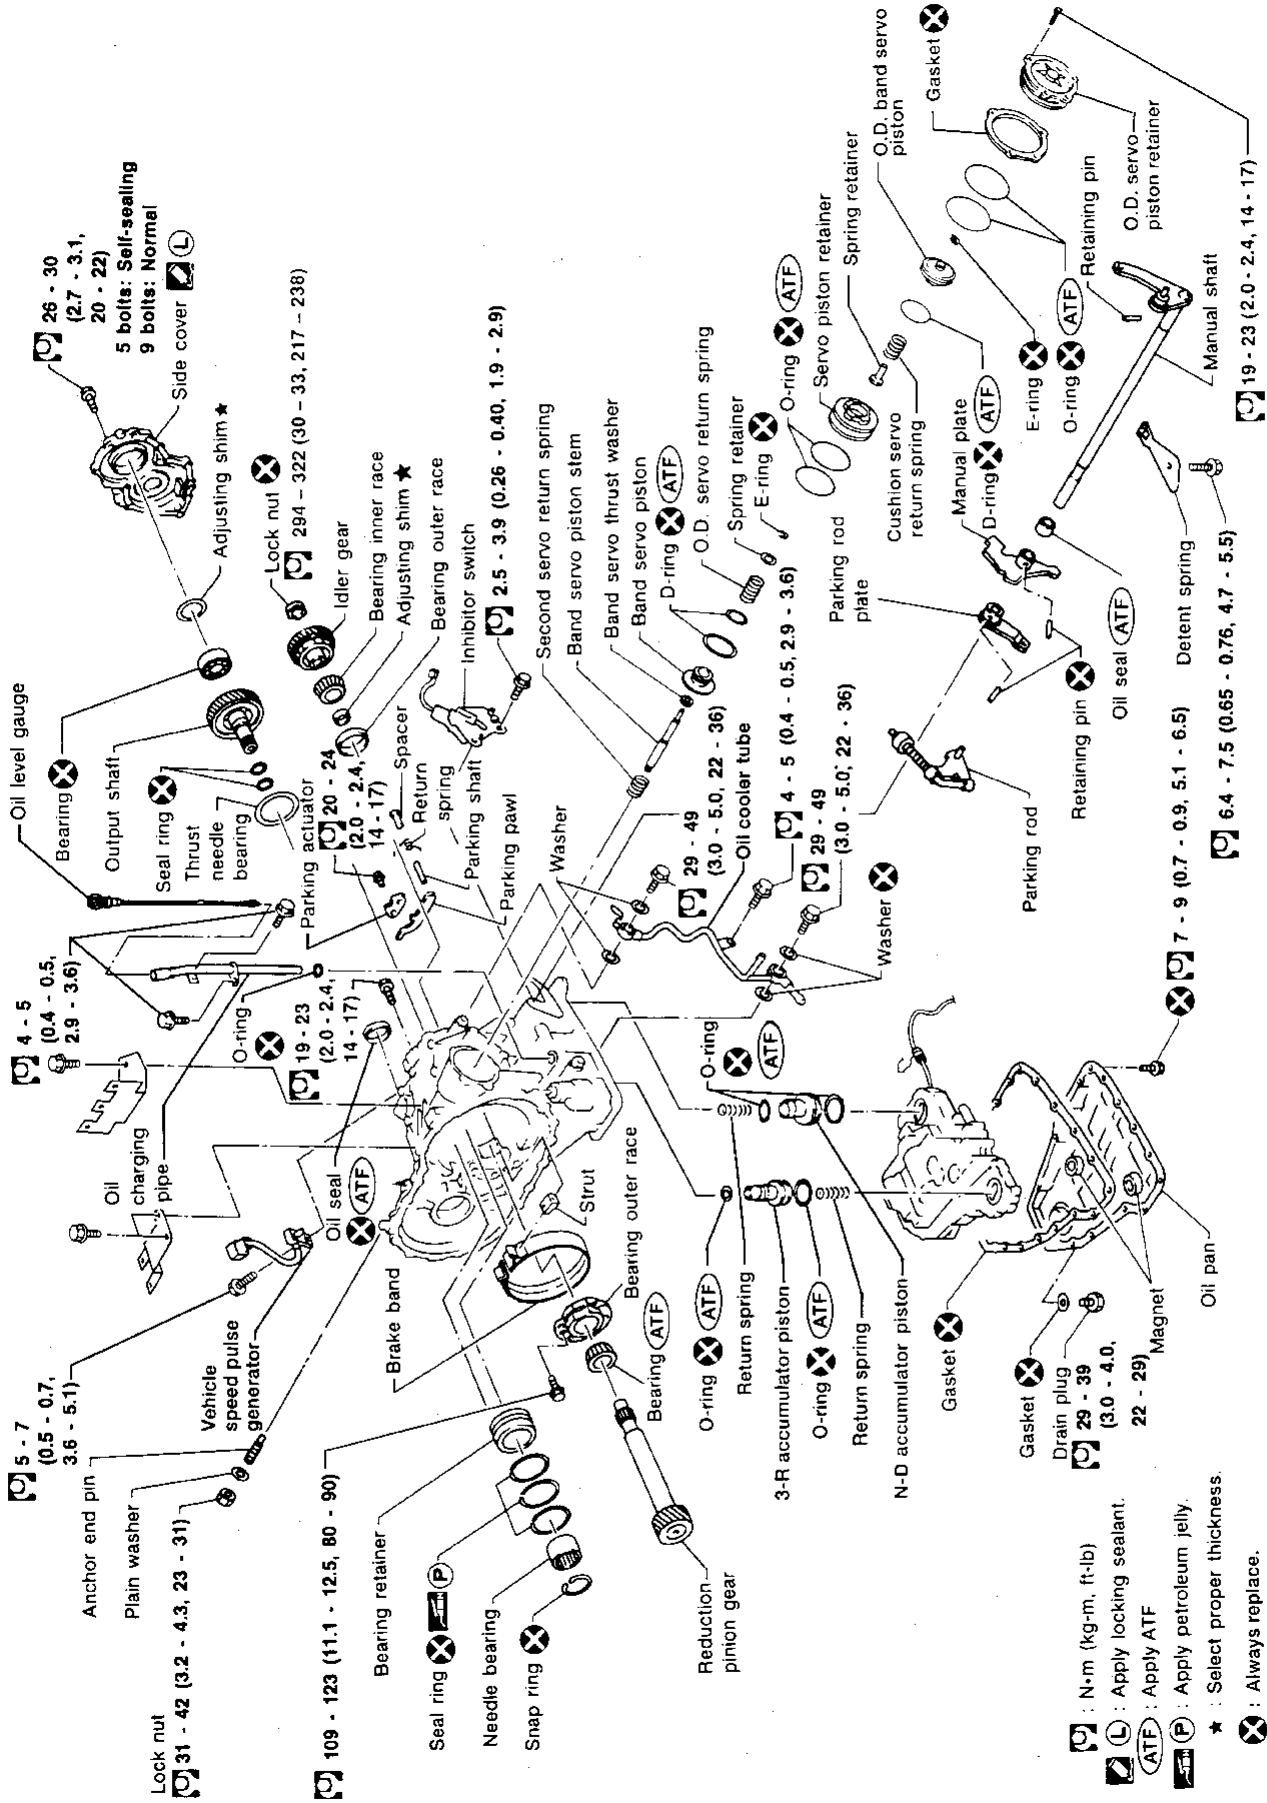 Lock nut
31 - 42 (3.2 - 4.3, 23 - 31)
Plain washer
Anchor end pin
5 - 7
(0.5 - 0.7,
3.6 - 5.1)
Vehicle
speed pulse
generator
Oil
charging
pipe
4 - 5
(0.4 - 0.5,
2.9 - 3.6)
O-ring
19 - 23
(2.0 - 2.4,
14 - 17)
Oil seal
ATF
Oil level gauge
Bearing
Output shaft
Seal ring
Thrust
needle
bearing
Parking actuator
20 - 24
(2.0 - 2.4,
14 - 17)
Spacer
Return
spring
Parking shaft
Parking pawl
26 - 30
(2.7 - 3.1,
20 - 22)
5 bolts: Self-sealing
9 bolts: Normal
Side cover L
Adjusting shim★
Lock nut
294 – 322 (30 – 33, 217 – 238)
Idler gear
Bearing inner race
Adjusting shim ★
Bearing outer race
Inhibitor switch
2.5 - 3.9 (0.26 - 0.40, 1.9 - 2.9)
Second servo return spring
Band servo piston stem
Band servo thrust washer
Band servo piston
D-ring ATF
O.D. servo return spring
Spring retainer
E-ring
O-ring ATF
Servo piston retainer
Spring retainer
O.D. band servo
piston
Gasket
Cushion servo
return spring
ATF
E-ring
O-ring ATF
Retaining pin
O.D. servo
piston retainer
Manual shaft
19 - 23 (2.0 - 2.4, 14 - 17)
Manual plate
D-ring ATF
Parking rod
plate
Retaining pin
Oil seal ATF
Detent spring
6.4 - 7.5 (0.65 - 0.76, 4.7 - 5.5)
Parking rod
Washer
29 - 49
(3.0 - 5.0, 22 - 36)
Oil cooler tube
4 - 5 (0.4 - 0.5, 2.9 - 3.6)
29 - 49
(3.0 - 5.0, 22 - 36)
Washer
7 - 9 (0.7 - 0.9, 5.1 - 6.5)
109 - 123 (11.1 - 12.5, 80 - 90)
Bearing retainer
Seal ring P
Needle bearing
Snap ring
Brake band
Strut
Bearing outer race
Bearing ATF
Reduction
pinion gear
O-ring
ATF
O-ring ATF
Return spring
3-R accumulator piston
O-ring ATF
Return spring
N-D accumulator piston
Gasket
Gasket
Drain plug
29 - 39
(3.0 - 4.0,
22 - 29)
Magnet
Oil pan
: N•m (kg-m, ft-lb)
L : Apply locking sealant.
ATF : Apply ATF
P : Apply petroleum jelly.
★ : Select proper thickness.
: Always replace.